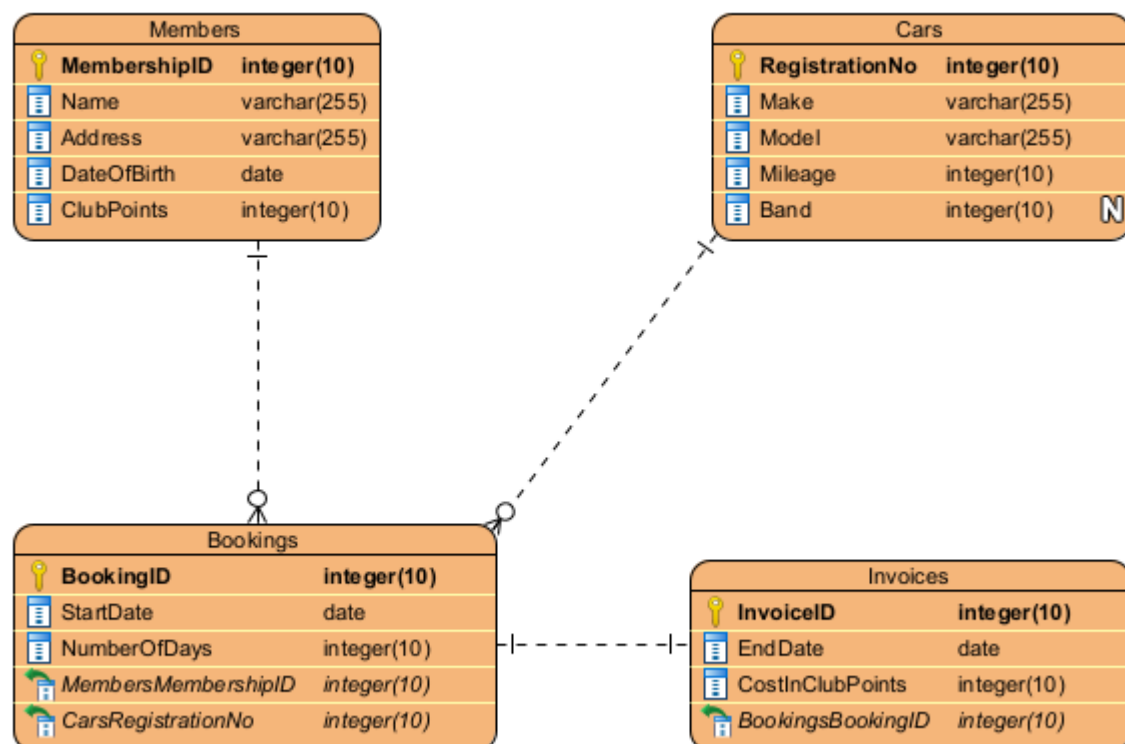 Members
MembershipID integer(10)
Name varchar(255)
Address varchar(255)
DateOfBirth date
ClubPoints integer(10)
Cars
RegistrationNo integer(10)
Make varchar(255)
Model varchar(255)
Mileage integer(10)
Band integer(10) N
Bookings
BookingID integer(10)
StartDate date
NumberOfDays integer(10)
MembersMembershipID integer(10)
CarsRegistrationNo integer(10)
Invoices
InvoiceID integer(10)
EndDate date
CostInClubPoints integer(10)
BookingsBookingID integer(10)